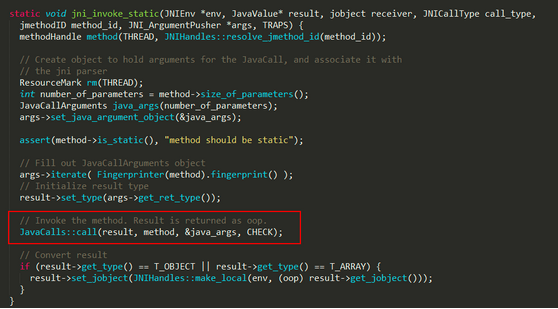 static void jni_invoke_static(JNIEnv *env, JavaValue* result, jobject receiver, JNICallType call_type,
jmethodID method_id, JNI_ArgumentPusher *args, TRAPS) {
methodHandle method(THREAD, JNIHandles::resolve_jmethod_id(method_id));
// Create object to hold arguments for the JavaCall, and associate it with
// the jni parser
ResourceMark rm(THREAD);
int number_of_parameters = method->size_of_parameters();
JavaCallArguments java_args(number_of_parameters);
args->set_java_argument_object(&java_args);
assert(method->is_static(), "method should be static");
// Fill out JavaCallArguments object
args->iterate( Fingerprinter(method).fingerprint() );
// Initialize result type
result->set_type(args->get_ret_type());
// Invoke the method. Result is returned as oop.
JavaCalls::call(result, method, &java_args, CHECK);
// Convert result
if (result->get_type() == T_OBJECT || result->get_type() == T_ARRAY) {
result->set_jobject(JNIHandles::make_local(env, (oop) result->get_jobject()));
}
}